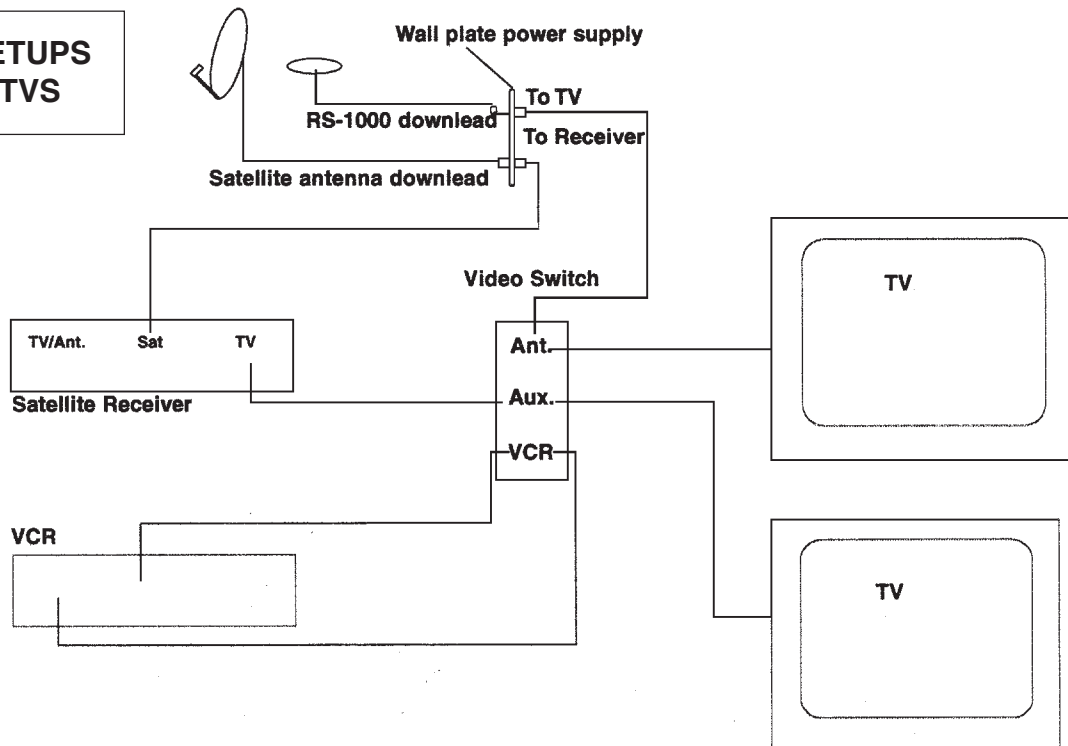 TVS
Wall plate power supply
To TV
RS-1000 downlead
To Receiver
Satellite antenna downlead
Video Switch
TV
TV/Ant.
Sat
TV
Ant.
Satellite Receiver
Aux.
VCR
VCR
TV